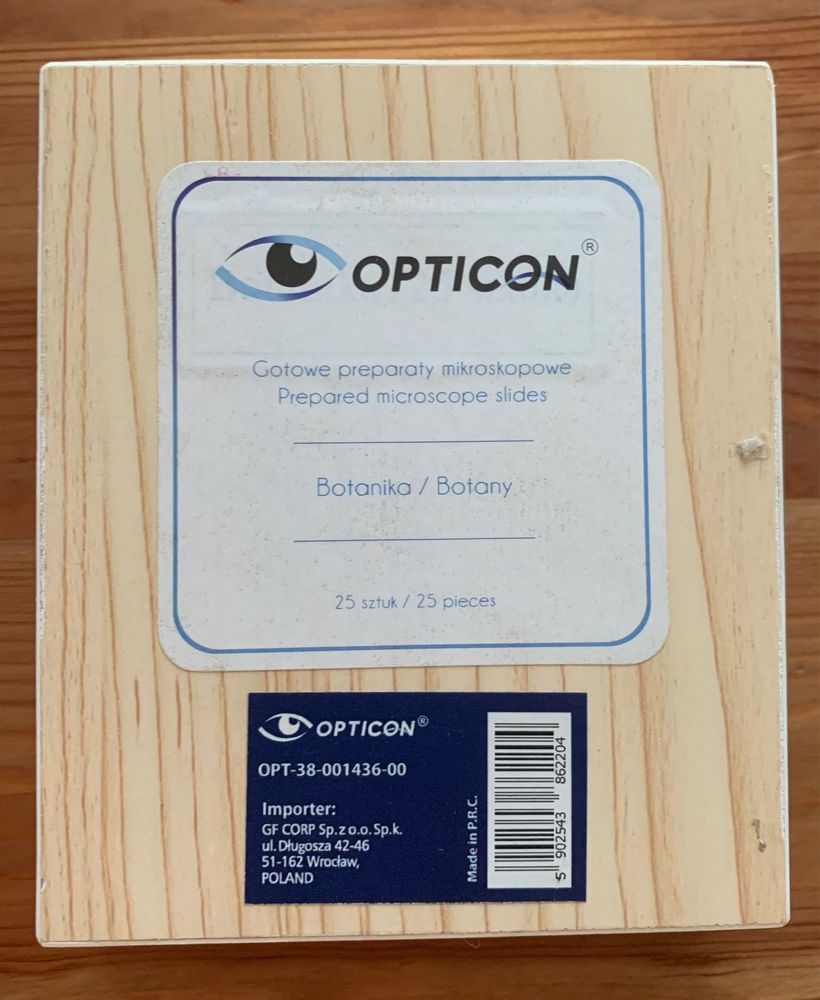 OPTICON®
Gotowe preparaty mikroskopowe
Prepared microscope slides
Botanika / Botany
25 sztuk / 25 pieces
OPTICON®
OPT-38-001436-00
Importer:
GF CORP Sp. z o.o. Sp.k.
ul. Długosza 42-46
51-162 Wrocław,
POLAND
Made in P.R.C.
5 902543 862204